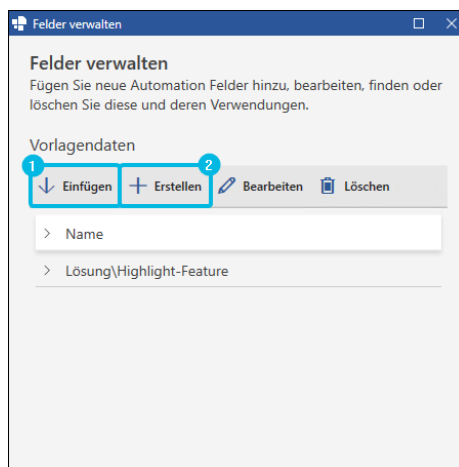 Felder verwalten
Felder verwalten
Fügen Sie neue Automation Felder hinzu, bearbeiten, finden oder
löschen Sie diese und deren Verwendungen.
Vorlagendaten
1 2
Einfügen Erstellen Bearbeiten Löschen
Name
Lösung\Highlight-Feature